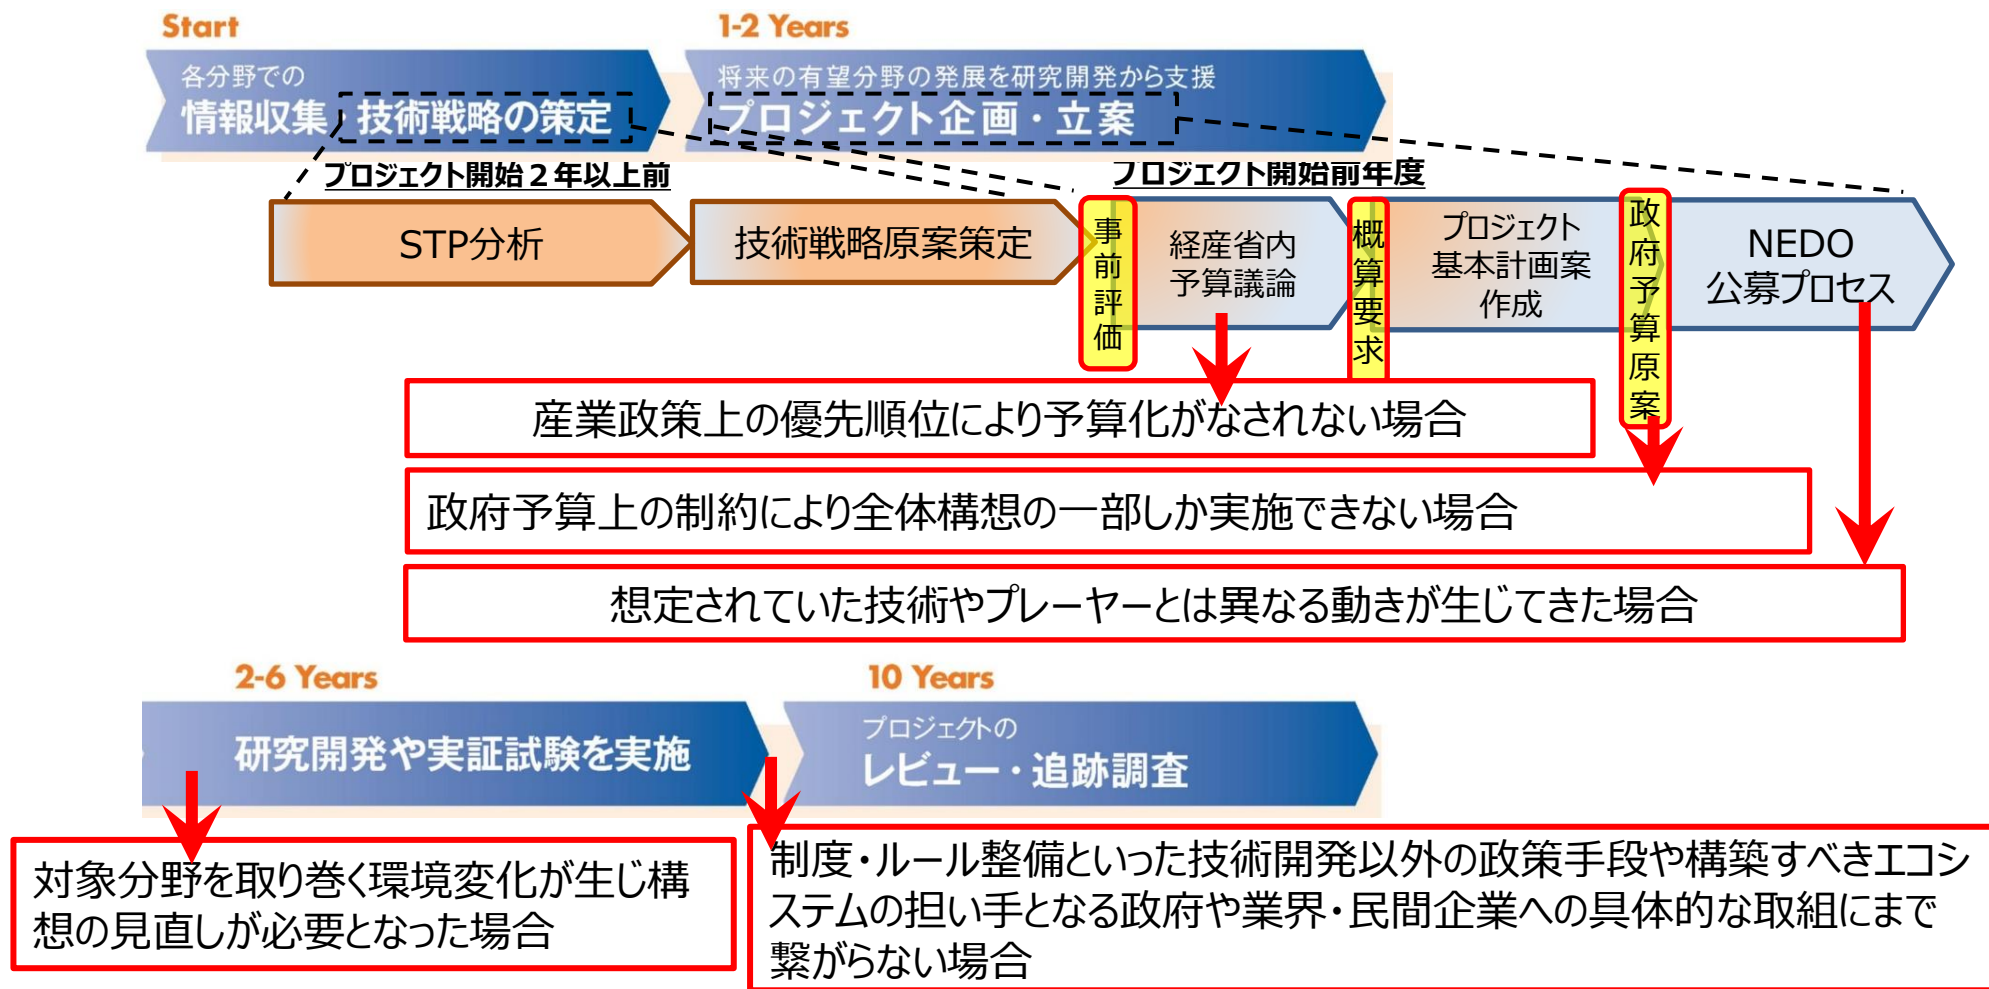 Start
1-2 Years
各分野での
情報収集・技術戦略の策定
将来の有望分野の発展を研究開発から支援
プロジェクト企画・立案
プロジェクト開始２年以上前
プロジェクト開始前年度
STP分析
技術戦略原案策定
事前評価
経産省内
予算議論
概算要求
プロジェクト
基本計画案
作成
政府予算原案
NEDO
公募プロセス
産業政策上の優先順位により予算化がなされない場合
政府予算上の制約により全体構想の一部しか実施できない場合
想定されていた技術やプレーヤーとは異なる動きが生じてきた場合
2-6 Years
10 Years
研究開発や実証試験を実施
プロジェクトの
レビュー・追跡調査
対象分野を取り巻く環境変化が生じ構
想の見直しが必要となった場合
制度・ルール整備といった技術開発以外の政策手段や構築すべきエコシ
ステムの担い手となる政府や業界・民間企業への具体的な取組にまで
繋がらない場合